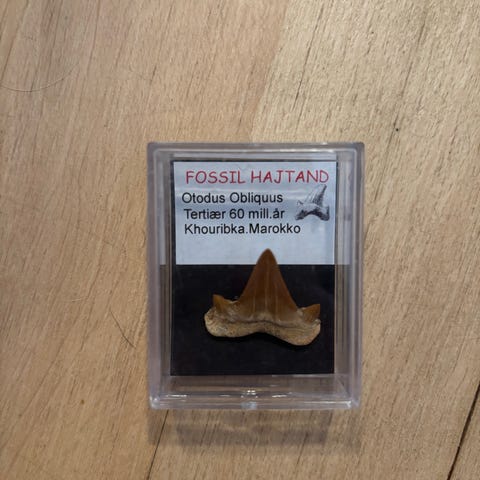 FOSSIL HAJTAND
Otodus Obliquus
Tertiær 60 mill.år
Khouribka.Marokko